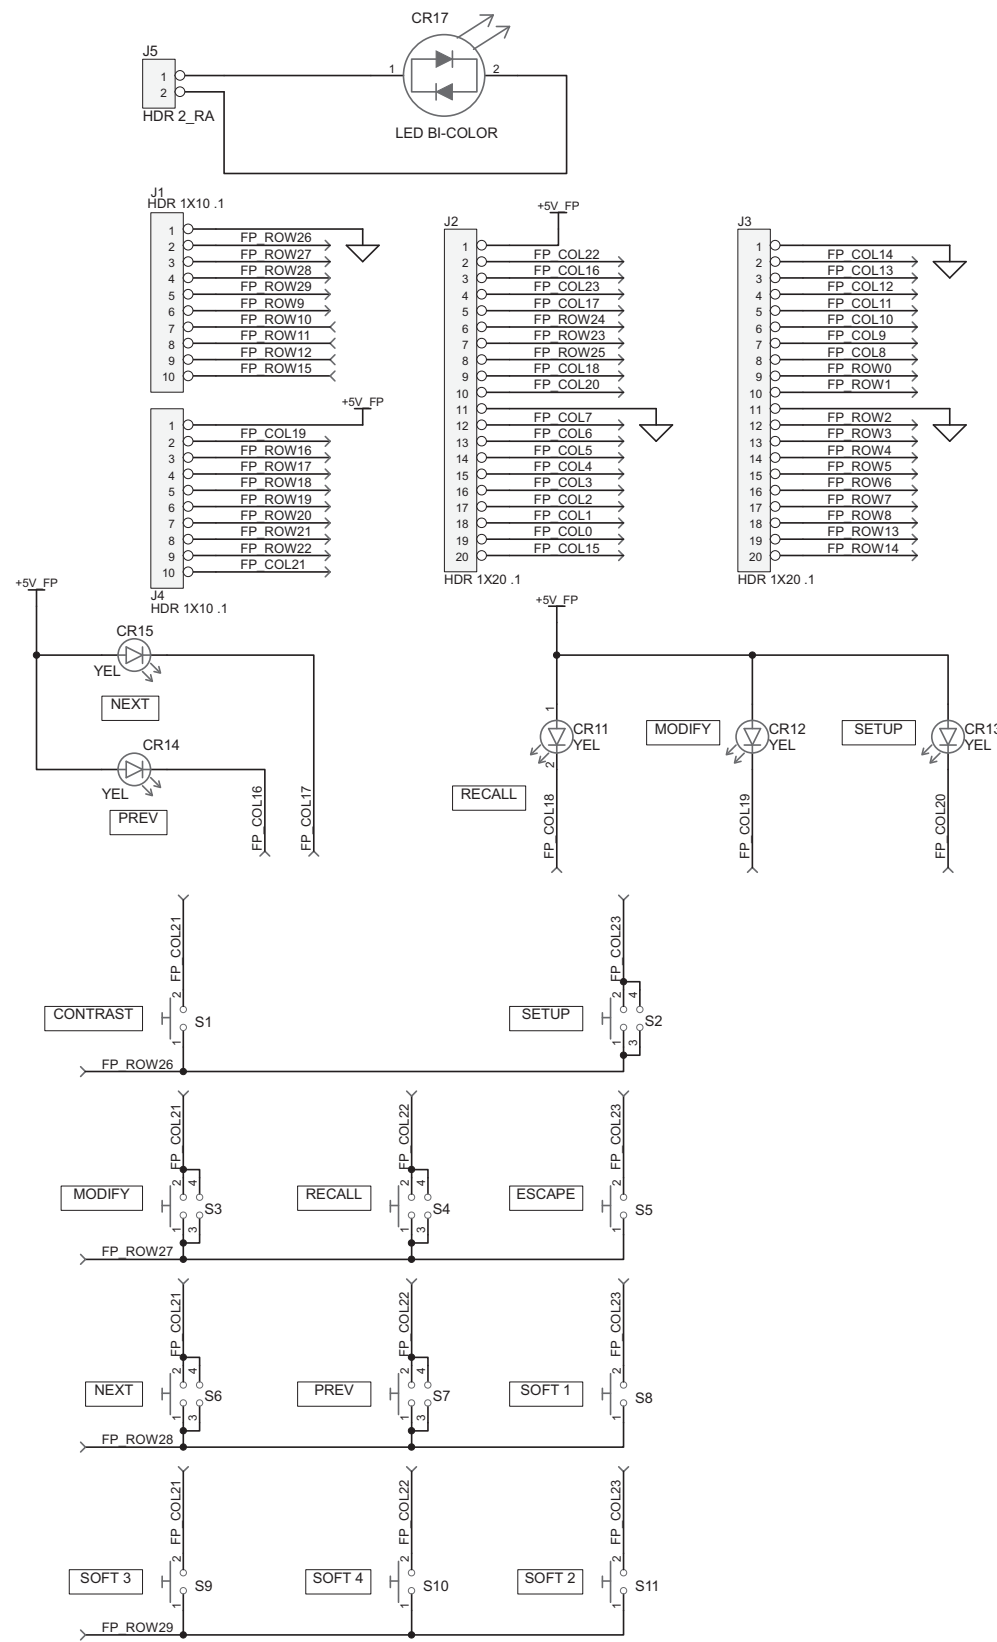 CR17
J5
1
2
HDR 2_RA
1
2
LED BI-COLOR
J1
HDR 1X10 .1
1
2 FP_ROW26
3 FP_ROW27
4 FP_ROW28
5 FP_ROW29
6 FP_ROW9
7 FP_ROW10
8 FP_ROW11
9 FP_ROW12
10 FP_ROW15
+5V_FP
1
2 FP_COL19
3 FP_ROW16
4 FP_ROW17
5 FP_ROW18
6 FP_ROW19
7 FP_ROW20
8 FP_ROW21
9 FP_ROW22
10 FP_COL21
J4
HDR 1X10 .1
+5V_FP
J2
1
2 FP_COL22
3 FP_COL16
4 FP_COL23
5 FP_COL17
6 FP_ROW24
7 FP_ROW23
8 FP_ROW25
9 FP_COL18
10 FP_COL20
11
12 FP_COL7
13 FP_COL6
14 FP_COL5
15 FP_COL4
16 FP_COL3
17 FP_COL2
18 FP_COL1
19 FP_COL0
20 FP_COL15
HDR 1X20 .1
J3
1
2 FP_COL14
3 FP_COL13
4 FP_COL12
5 FP_COL11
6 FP_COL10
7 FP_COL9
8 FP_COL8
9 FP_ROW0
10 FP_ROW1
11
12 FP_ROW2
13 FP_ROW3
14 FP_ROW4
15 FP_ROW5
16 FP_ROW6
17 FP_ROW7
18 FP_ROW8
19 FP_ROW13
20 FP_ROW14
HDR 1X20 .1
+5V_FP
CR15
YEL
NEXT
CR14
YEL
PREV
FP_COL16
FP_COL17
+5V_FP
1
CR11
YEL
2
RECALL
FP_COL18
MODIFY
CR12
YEL
FP_COL19
SETUP
CR13
YEL
FP_COL20
FP_COL21
CONTRAST
2
1
S1
FP_COL23
SETUP
2
4
1
3
S2
FP_ROW26
FP_COL21
MODIFY
2
4
1
3
S3
FP_COL22
RECALL
2
4
1
3
S4
FP_COL23
ESCAPE
2
1
S5
FP_ROW27
FP_COL21
NEXT
2
4
1
3
S6
FP_COL22
PREV
2
4
1
3
S7
FP_COL23
SOFT 1
2
1
S8
FP_ROW28
FP_COL21
SOFT 3
2
1
S9
FP_COL22
SOFT 4
2
1
S10
FP_COL23
SOFT 2
2
1
S11
FP_ROW29